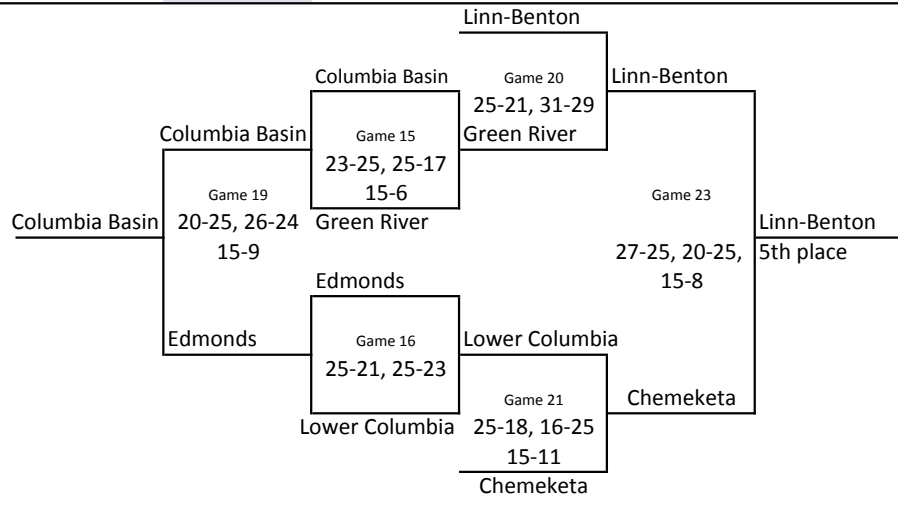 Linn-Benton
Columbia Basin
Game 20
Linn-Benton
25-21, 31-29
Columbia Basin
Game 15
Green River
23-25, 25-17
15-6
Game 19
Game 23
Columbia Basin
20-25, 26-24
Green River
Linn-Benton
15-9
27-25, 20-25,
5th place
15-8
Edmonds
Edmonds
Game 16
Lower Columbia
25-21, 25-23
Game 21
Chemeketa
Lower Columbia
25-18, 16-25
15-11
Chemeketa